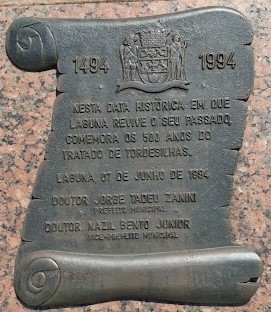 1494 1994
NESTA DATA HISTÓRICA EM QUE
LAGUNA REVIVE O SEU PASSADO,
COMEMORA OS 500 ANOS DO
TRATADO DE TORDESILHAS.
LAGUNA, 07 DE JUNHO DE 1994
DOUTOR JORGE TADEU ZANINI
PREFEITO MUNICIPAL
DOUTOR NAZIL BENTO JUNIOR
VICE-PREFEITO MUNICIPAL